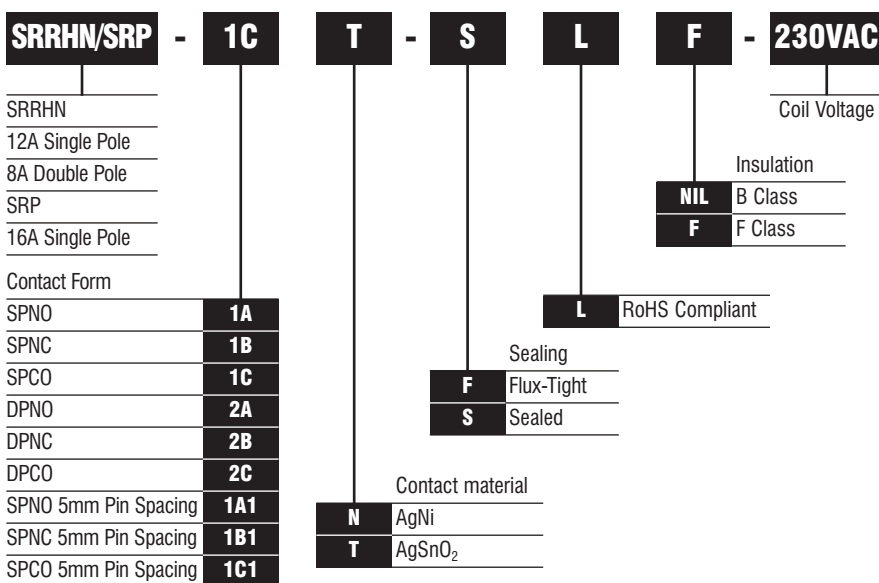 SRRHN/SRP - 1C T - S L F - 230VAC
SRRHN
12A Single Pole
8A Double Pole
SRP
16A Single Pole
Coil Voltage
Insulation
NIL B Class
F F Class
Contact Form
SPNO 1A
SPNC 1B
SPCO 1C
DPNO 2A
DPNC 2B
DPCO 2C
SPNO 5mm Pin Spacing 1A1
SPNC 5mm Pin Spacing 1B1
SPCO 5mm Pin Spacing 1C1
L RoHS Compliant
Sealing
F Flux-Tight
S Sealed
Contact material
N AgNi
T AgSnO₂